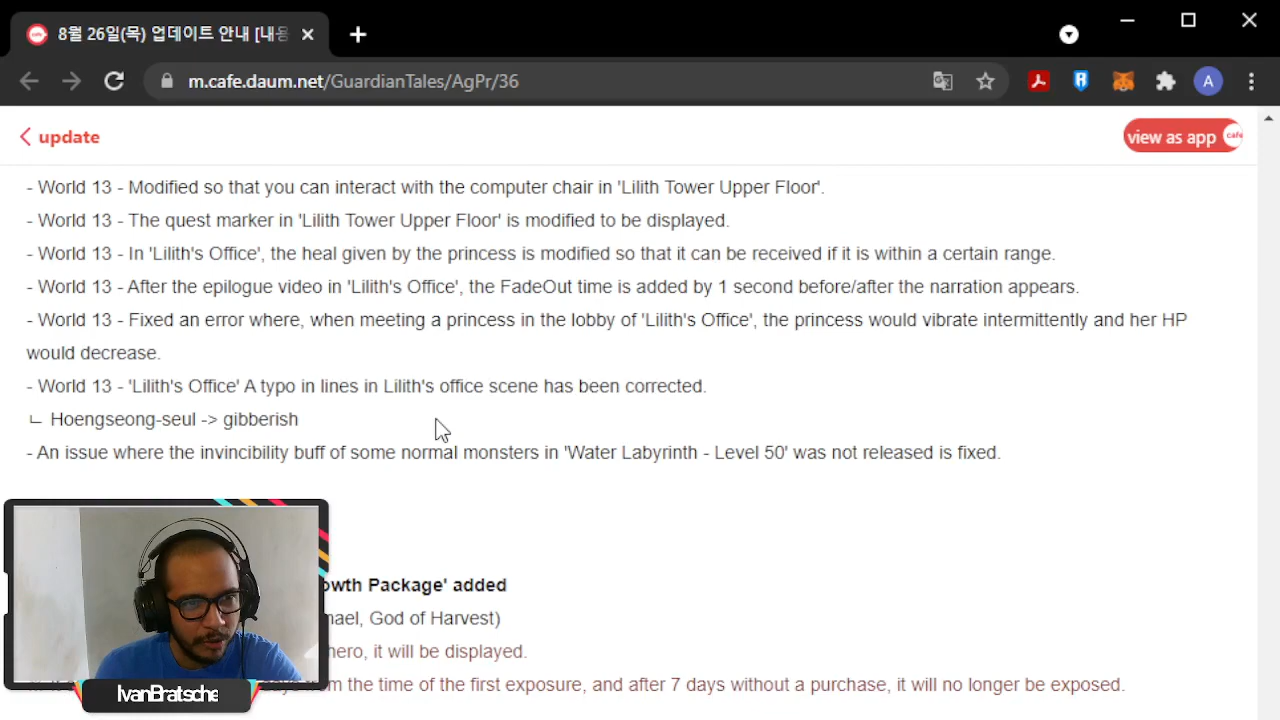 8월 26일(목) 업데이트 안내 [내용
m.cafe.daum.net/GuardianTales/AgPr/36
A
update
view as app
cafe
- World 13 - Modified so that you can interact with the computer chair in 'Lilith Tower Upper Floor'.
- World 13 - The quest marker in 'Lilith Tower Upper Floor' is modified to be displayed.
- World 13 - In 'Lilith's Office', the heal given by the princess is modified so that it can be received if it is within a certain range.
- World 13 - After the epilogue video in 'Lilith's Office', the FadeOut time is added by 1 second before/after the narration appears.
- World 13 - Fixed an error where, when meeting a princess in the lobby of 'Lilith's Office', the princess would vibrate intermittently and her HP
would decrease.
- World 13 - 'Lilith's Office' A typo in lines in Lilith's office scene has been corrected.
ㄴ Hoengseong-seul -> gibberish
- An issue where the invincibility buff of some normal monsters in 'Water Labyrinth - Level 50' was not released is fixed.
Package' added
God of Harvest)
hero, it will be displayed.
from the time of the first exposure, and after 7 days without a purchase, it will no longer be exposed.
IvanBratsche